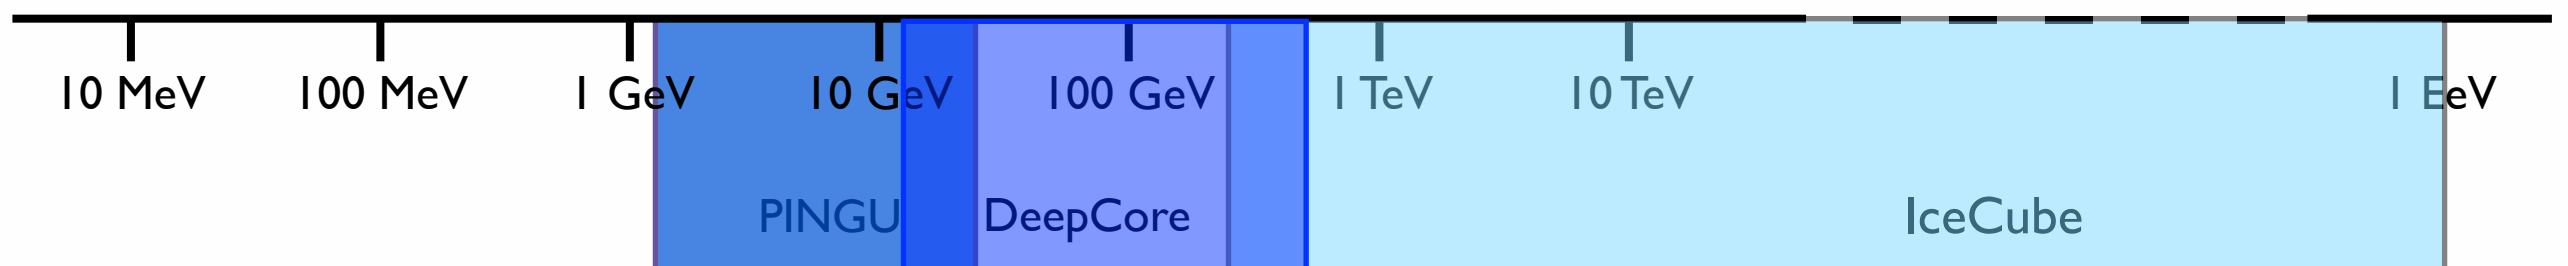 10 MeV 100 MeV 1 GeV 10 GeV 100 GeV 1 TeV 10 TeV 1 EeV
PINGU DeepCore IceCube